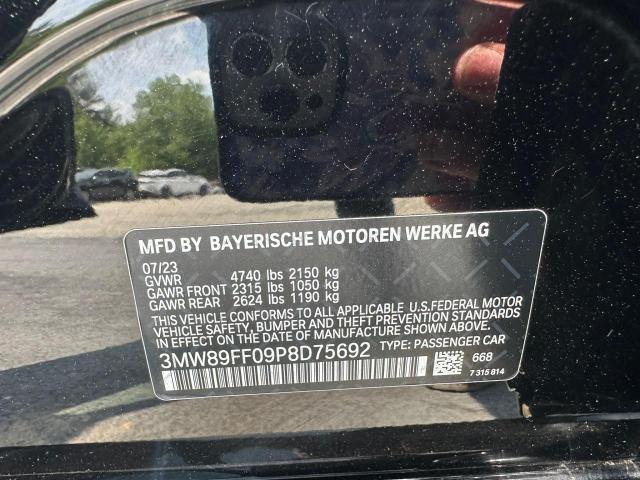 MFD BY BAYERISCHE MOTOREN WERKE AG
07/23
GVWR 4740 lbs 2150 kg
GAWR FRONT 2315 lbs 1050 kg
GAWR REAR 2624 lbs 1190 kg
THIS VEHICLE CONFORMS TO ALL APPLICABLE U.S.FEDERAL MOTOR
VEHICLE SAFETY, BUMPER AND THEFT PREVENTION STANDARDS
IN EFFECT ON THE DATE OF MANUFACTURE SHOWN ABOVE.
3MW89FF09P8D75692 TYPE: PASSENGER CAR
668
7 315 814